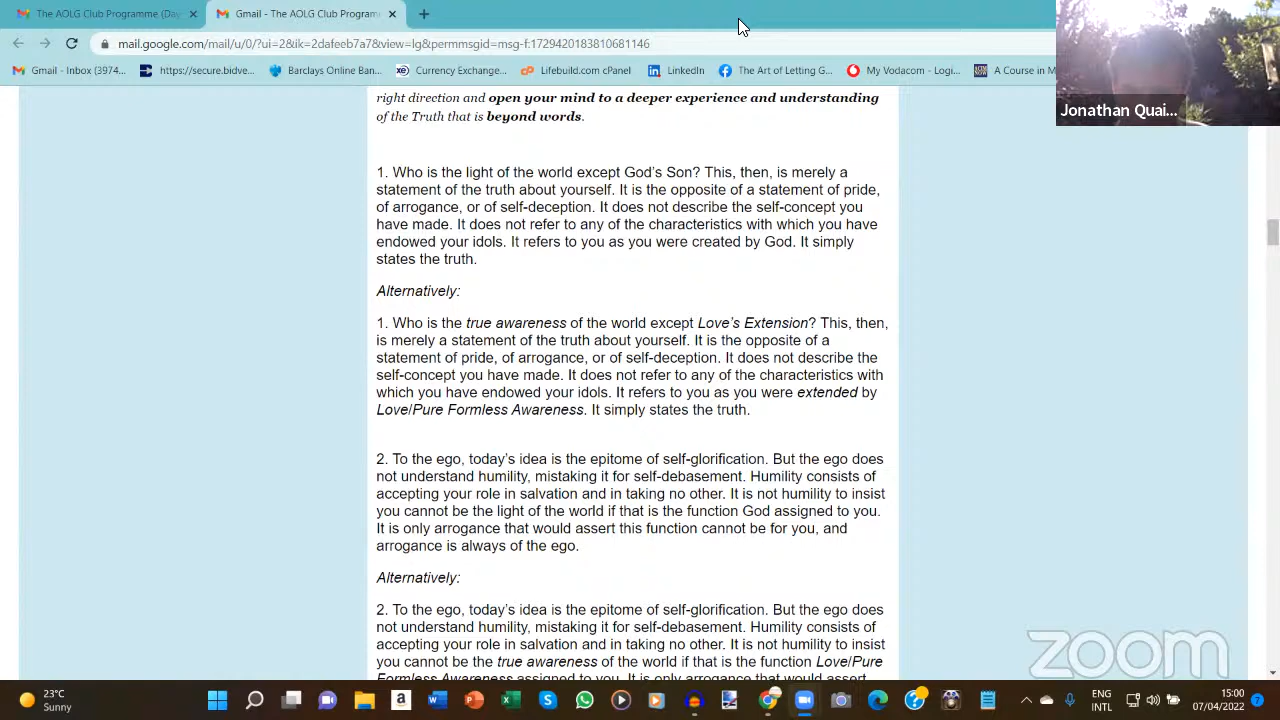 The AOLG Club Programme (Day
Gmail - The AOLG Club Program
mail.google.com/mail/u/0/?ui=2&ik=2dafeeb7a78&view=lg&permmsgid=msg-f:1729420183810681146
Gmail - Inbox (3974...
https://secure.bidve...
Barclays Online Ban...
Currency Exchange...
Lifebuild.com cPanel
LinkedIn
The Art of Letting G...
My Vodacom - Logi...
A Course in M
Jonathan Quai...
right direction and open your mind to a deeper experience and understanding
of the Truth that is beyond words.
1. Who is the light of the world except God's Son? This, then, is merely a
statement of the truth about yourself. It is the opposite of a statement of pride,
of arrogance, or of self-deception. It does not describe the self-concept you
have made. It does not refer to any of the characteristics with which you have
endowed your idols. It refers to you as you were created by God. It simply
states the truth.
Alternatively:
1. Who is the true awareness of the world except Love's Extension? This, then,
is merely a statement of the truth about yourself. It is the opposite of a
statement of pride, of arrogance, or of self-deception. It does not describe the
self-concept you have made. It does not refer to any of the characteristics with
which you have endowed your idols. It refers to you as you were extended by
Love/Pure Formless Awareness. It simply states the truth.
2. To the ego, today's idea is the epitome of self-glorification. But the ego does
not understand humility, mistaking it for self-debasement. Humility consists of
accepting your role in salvation and in taking no other. It is not humility to insist
you cannot be the light of the world if that is the function God assigned to you.
It is only arrogance that would assert this function cannot be for you, and
arrogance is always of the ego.
Alternatively:
2. To the ego, today's idea is the epitome of self-glorification. But the ego does
not understand humility, mistaking it for self-debasement. Humility consists of
accepting your role in salvation and in taking no other. It is not humility to insist
you cannot be the true awareness of the world if that is the function Love/Pure
Formless Awareness assigned to you. It is only arrogance that would assert
zoom
23°C
Sunny
ENG
INTL
15:00
07/04/2022